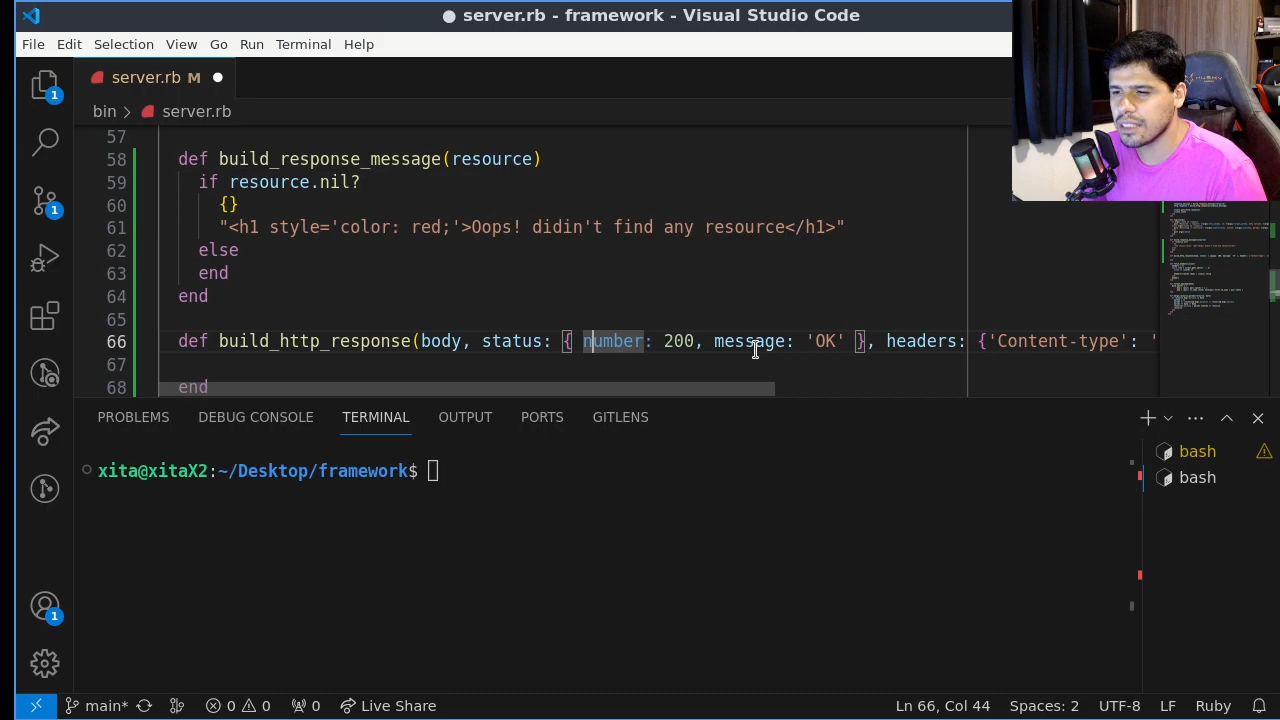 ● server.rb - framework - Visual Studio Code
File Edit Selection View Go Run Terminal Help
server.rb M
bin > server.rb
57
58 def build_response_message(resource)
59 if resource.nil?
60 {}
61 "<h1 style='color: red;'>Oops! didin't find any resource</h1>"
62 else
63 end
64 end
65
66 def build_http_response(body, status: { number: 200, message: 'OK' }, headers: {'Content-type': '
67
68 end
PROBLEMS DEBUG CONSOLE TERMINAL OUTPUT PORTS GITLENS
xita@xitaX2:~/Desktop/framework$
bash
bash
1
1
1
main* 0 0 0 Live Share Ln 66, Col 44 Spaces: 2 UTF-8 LF Ruby